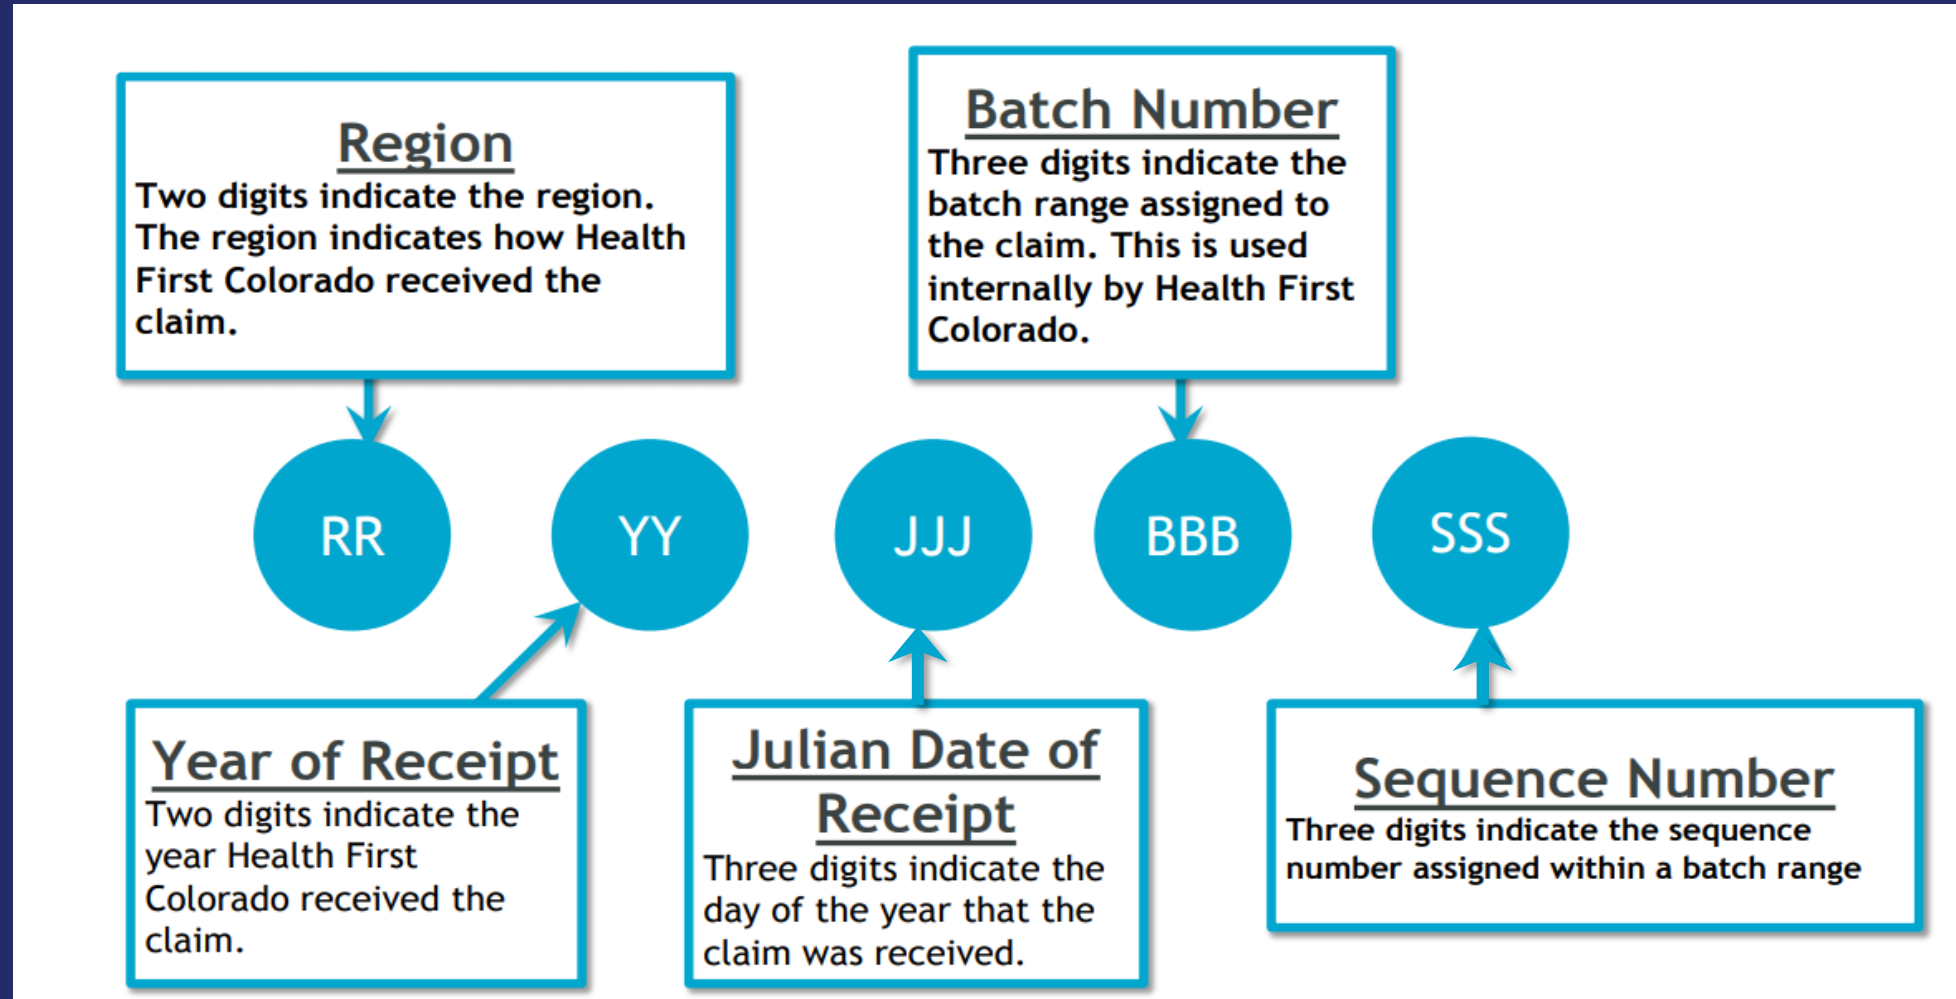 Region
Two digits indicate the region.
The region indicates how Health
First Colorado received the
claim.
Batch Number
Three digits indicate the
batch range assigned to
the claim. This is used
internally by Health First
Colorado.
RR
YY
JJJ
BBB
SSS
Year of Receipt
Two digits indicate the
year Health First
Colorado received the
claim.
Julian Date of
Receipt
Three digits indicate the
day of the year that the
claim was received.
Sequence Number
Three digits indicate the sequence
number assigned within a batch range